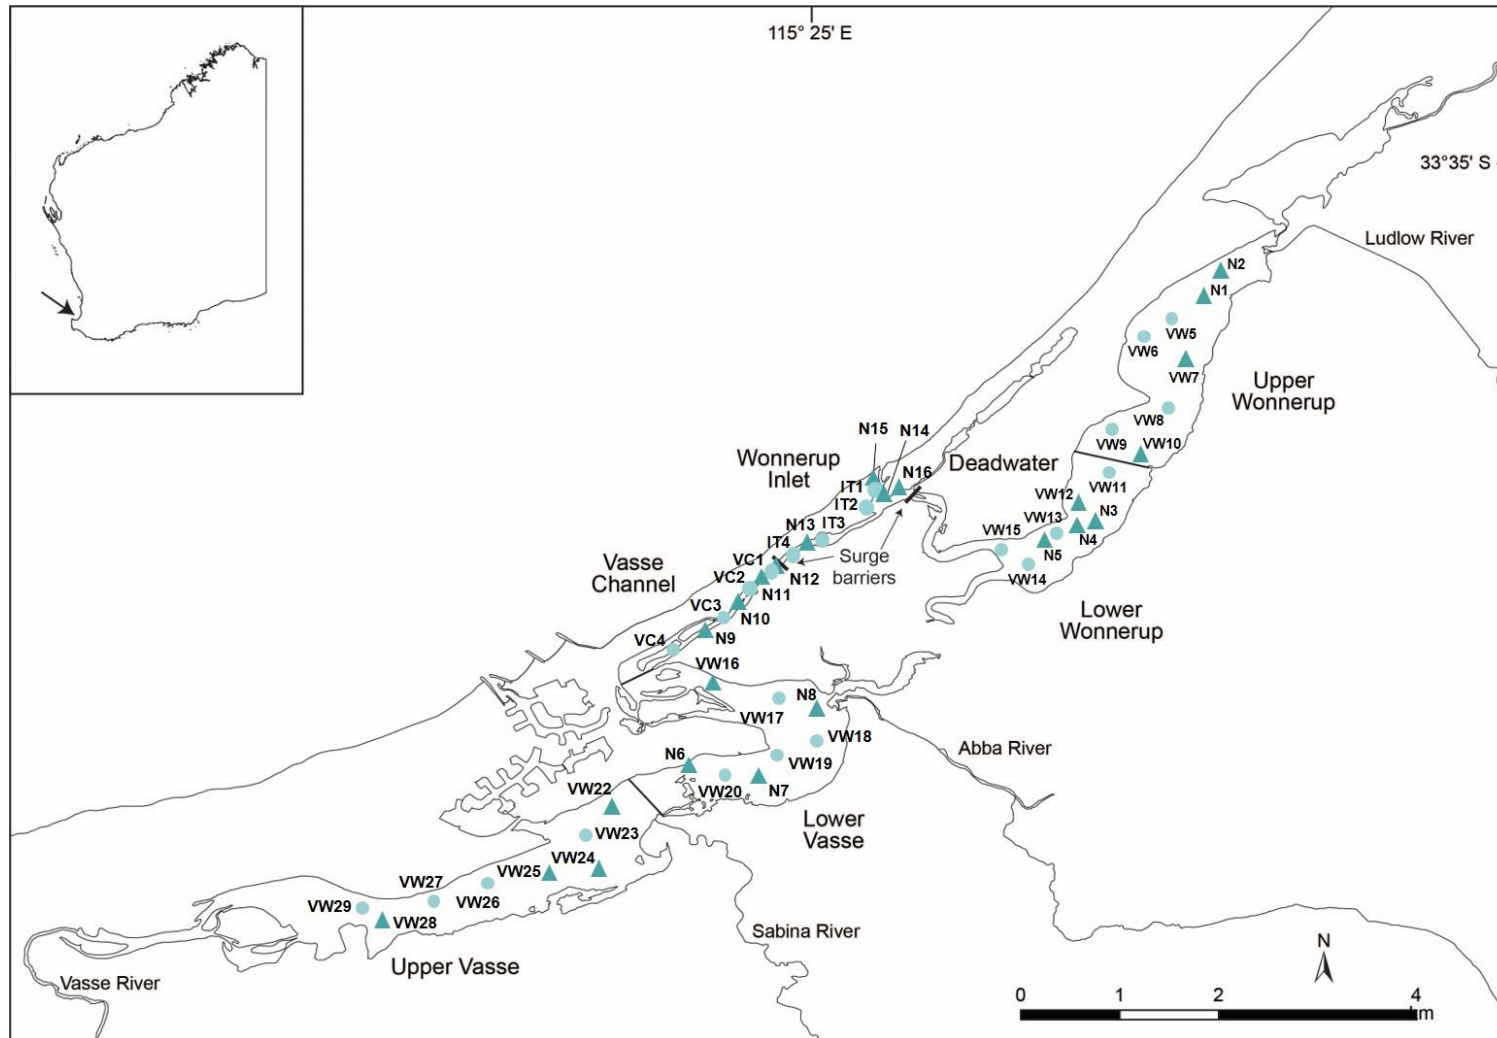 115° 25' E
33°35' S
Ludlow River
N2
N1
VW5
VW6
VW7
Upper
Wonnerup
VW8
VW9
VW10
N15
N14
Wonnerup
Inlet
Deadwater
N16
IT1
IT2
VW11
VW12
N3
N13
IT3
VW13
N4
VW15
N5
IT4
Surge
barriers
Vasse
Channel
VC1
N12
VW14
VC2
N11
Lower
Wonnerup
VC3
N10
VC4
N9
VW16
N8
VW17
VW18
Abba River
N6
VW19
VW20
N7
VW22
Lower
Vasse
VW23
VW24
VW25
VW27
VW26
VW29
VW28
Sabina River
Upper Vasse
Vasse River
N
0
1
2
4